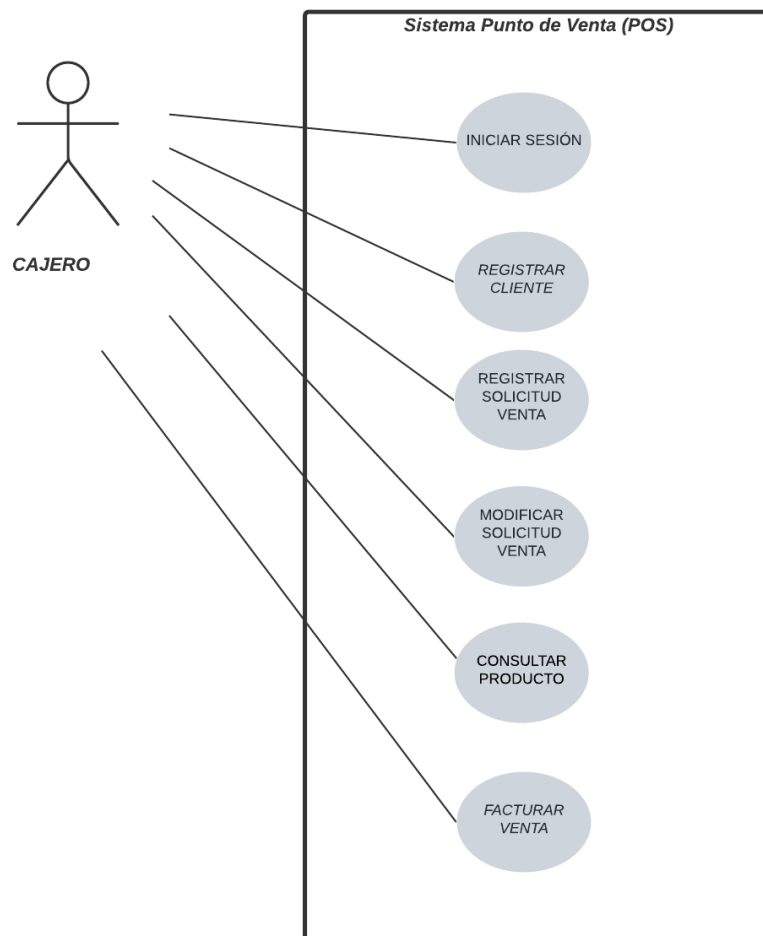 Sistema Punto de Venta (POS)
INICIAR SESIÓN
CAJERO
REGISTRAR
CLIENTE
REGISTRAR
SOLICITUD
VENTA
MODIFICAR
SOLICITUD
VENTA
CONSULTAR
PRODUCTO
FACTURAR
VENTA